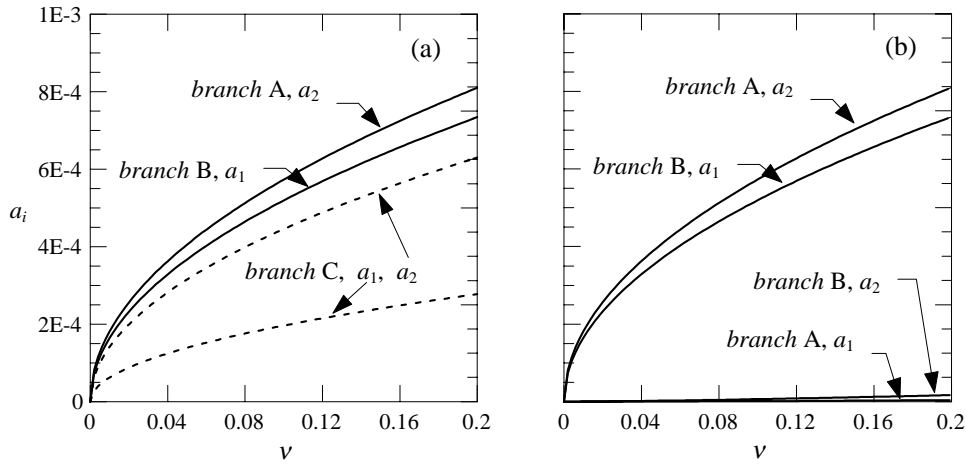 1E-3
(a)
branch A, a2
8E-4
branch B, a1
6E-4
ai
4E-4
branch C, a1, a2
2E-4
0
0
0.04
0.08
0.12
0.16
0.2
ν
(b)
branch A, a2
branch B, a1
branch B, a2
branch A, a1
0
0.04
0.08
0.12
0.16
0.2
ν